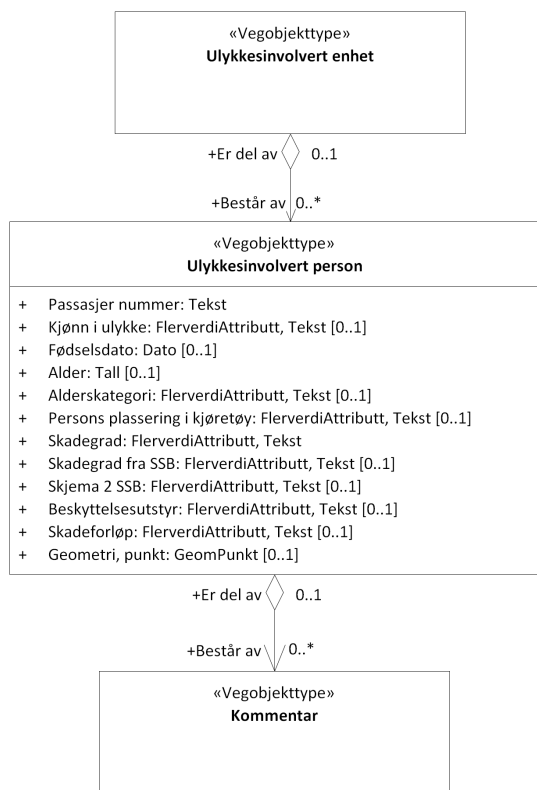 «Vegobjekttype»
Ulykkesinvolvert enhet
+Er del av 0..1
+Består av 0..*
«Vegobjekttype»
Ulykkesinvolvert person
+ Passasjer nummer: Tekst
+ Kjønn i ulykke: FlerverdiAttributt, Tekst [0..1]
+ Fødselsdato: Dato [0..1]
+ Alder: Tall [0..1]
+ Alderskategori: FlerverdiAttributt, Tekst [0..1]
+ Persons plassering i kjøretøy: FlerverdiAttributt, Tekst [0..1]
+ Skadegrad: FlerverdiAttributt, Tekst
+ Skadegrad fra SSB: FlerverdiAttributt, Tekst [0..1]
+ Skjema 2 SSB: FlerverdiAttributt, Tekst [0..1]
+ Beskyttelsesutstyr: FlerverdiAttributt, Tekst [0..1]
+ Skadeforløp: FlerverdiAttributt, Tekst [0..1]
+ Geometri, punkt: GeomPunkt [0..1]
+Er del av 0..1
+Består av 0..*
«Vegobjekttype»
Kommentar